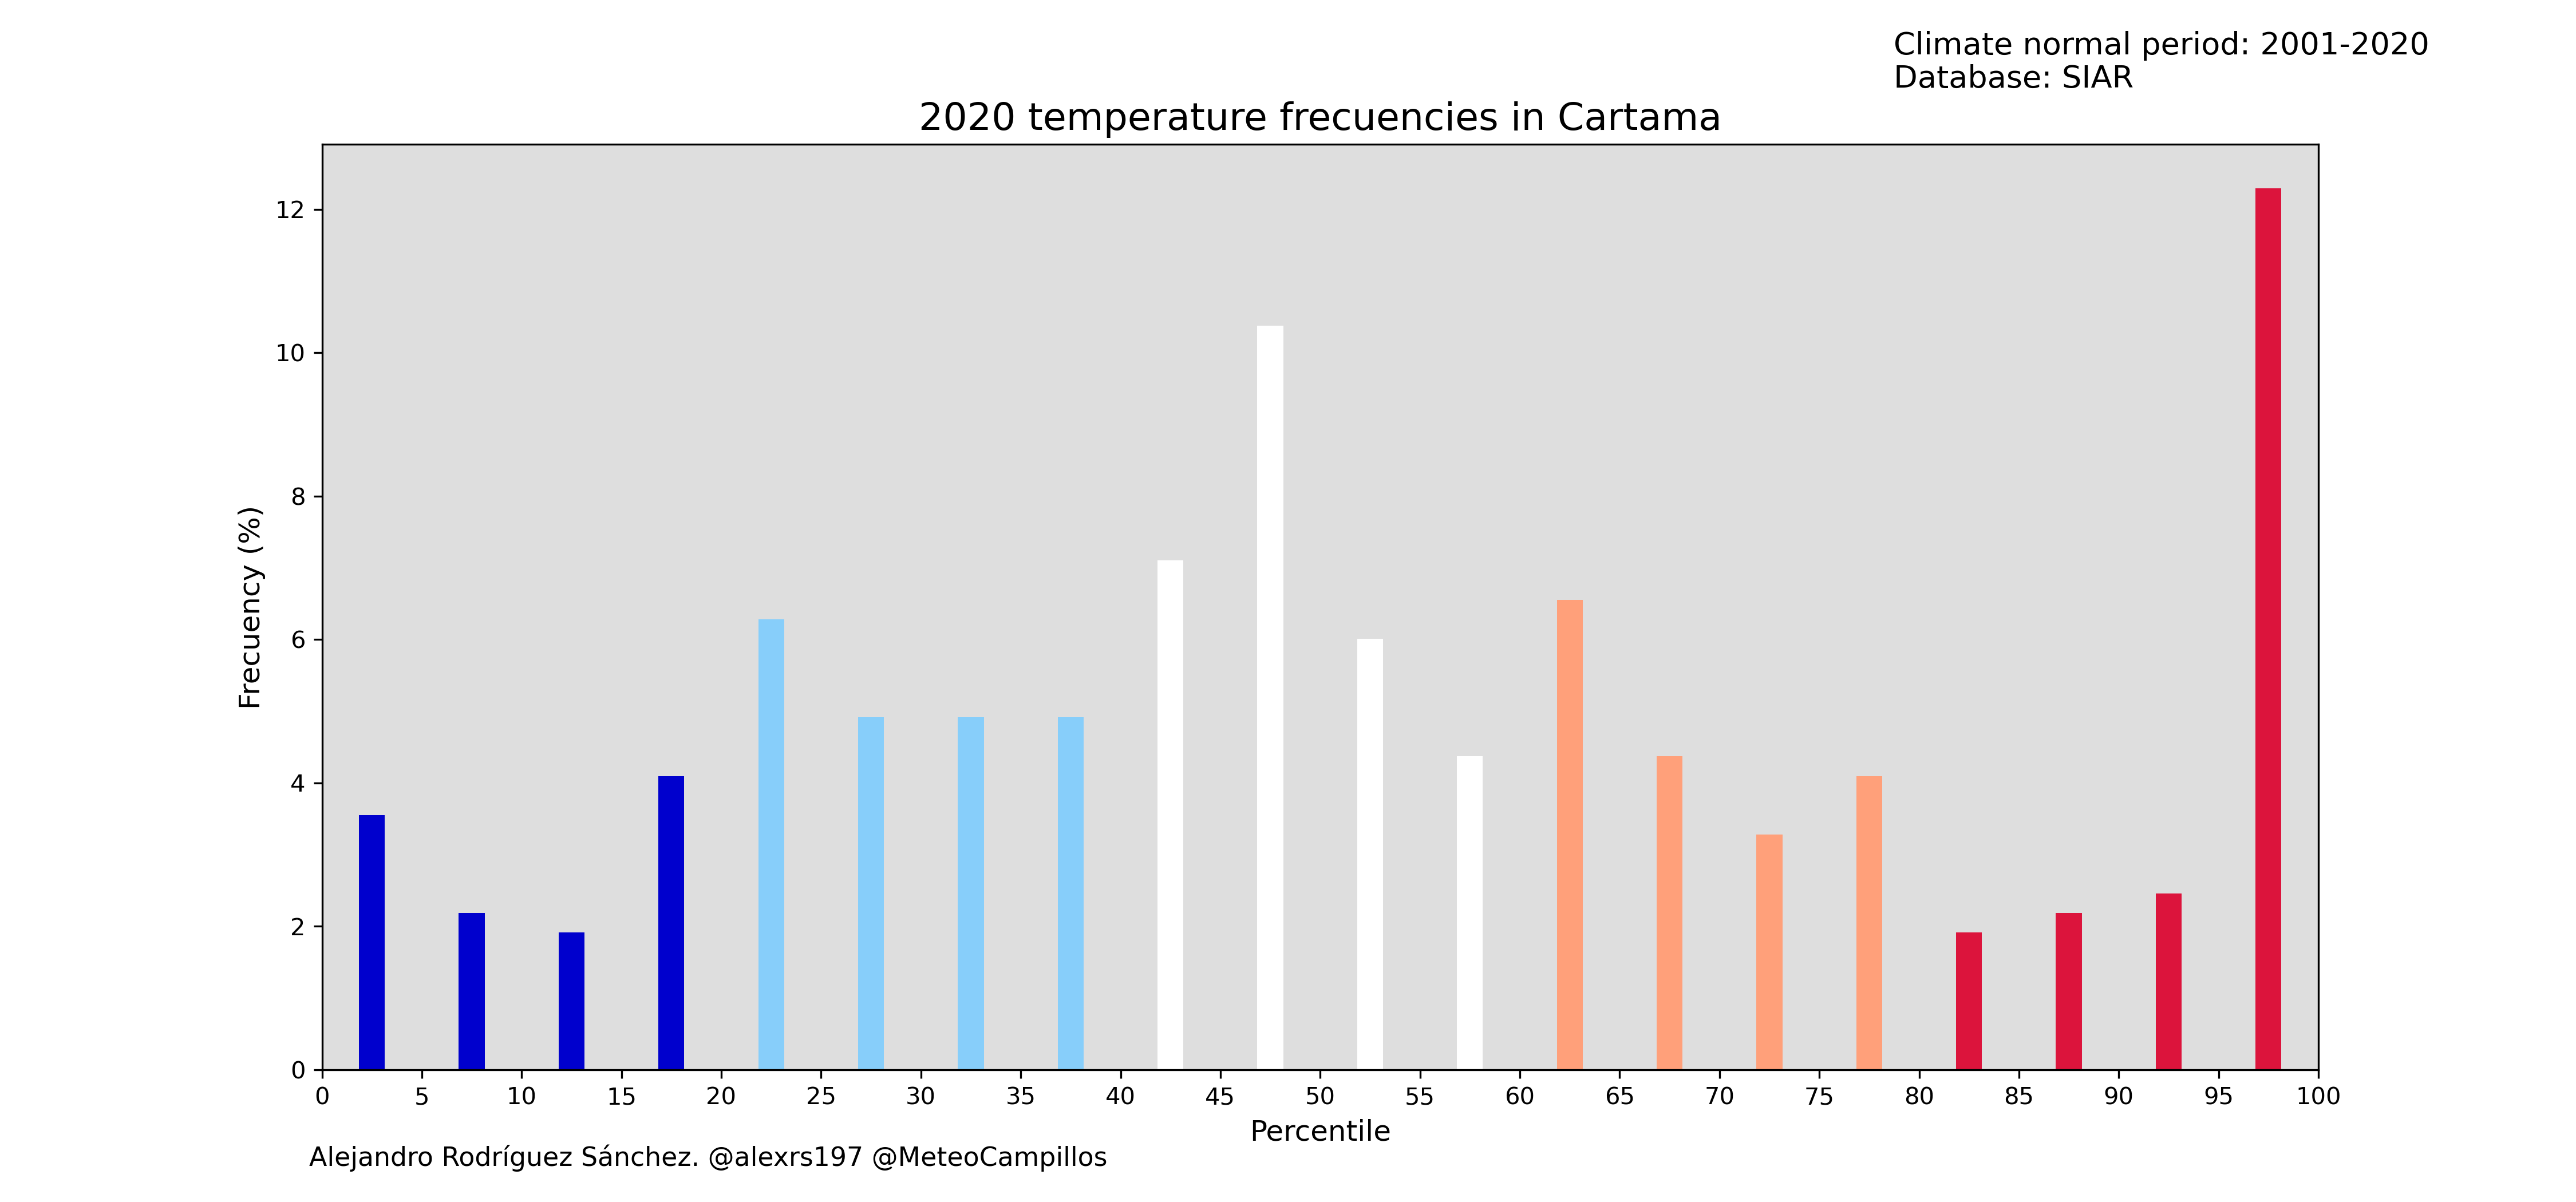 Climate normal period: 2001-2020
Database: SIAR
2020 temperature frecuencies in Cartama
Frecuency (%)
12
10
8
6
4
2
0
0 5 10 15 20 25 30 35 40 45 50 55 60 65 70 75 80 85 90 95 100
Percentile
Alejandro Rodríguez Sánchez. @alexrs197 @MeteoCampillos